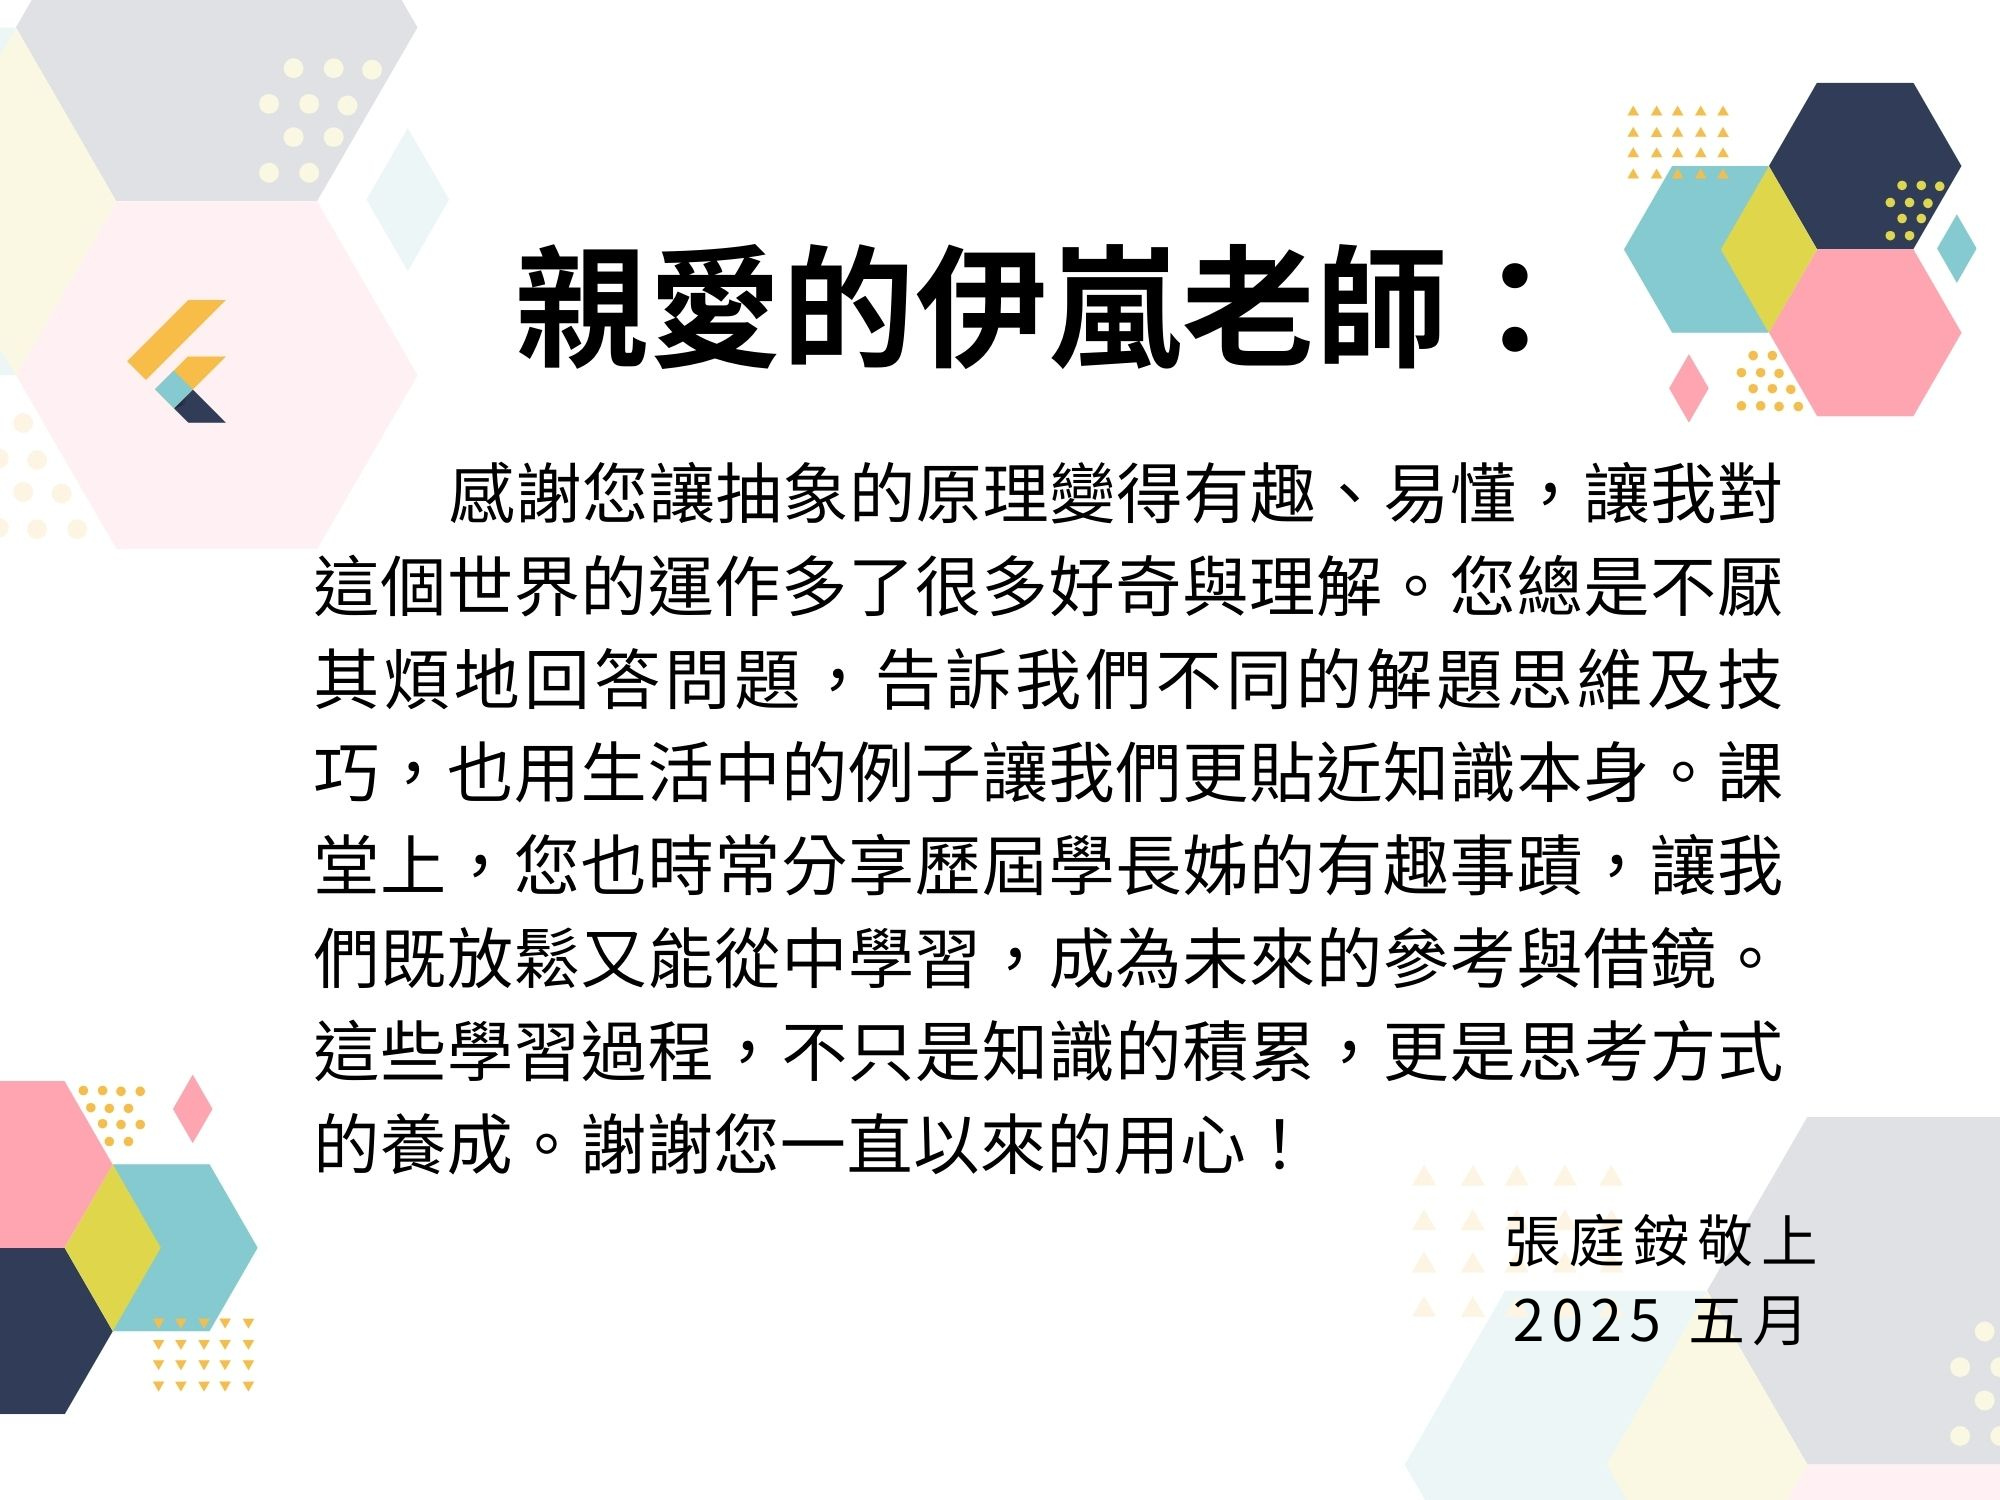 親愛的伊嵐老師：
感謝您讓抽象的原理變得有趣、易懂，讓我對
這個世界的運作多了很多好奇與理解。您總是不厭
其煩地回答問題，告訴我們不同的解題思維及技
巧，也用生活中的例子讓我們更貼近知識本身。課
堂上，您也時常分享歷屆學長姊的有趣事蹟，讓我
們既放鬆又能從中學習，成為未來的參考與借鏡。
這些學習過程，不只是知識的積累，更是思考方式
的養成。謝謝您一直以來的用心！
張庭銨敬上
2025 五月